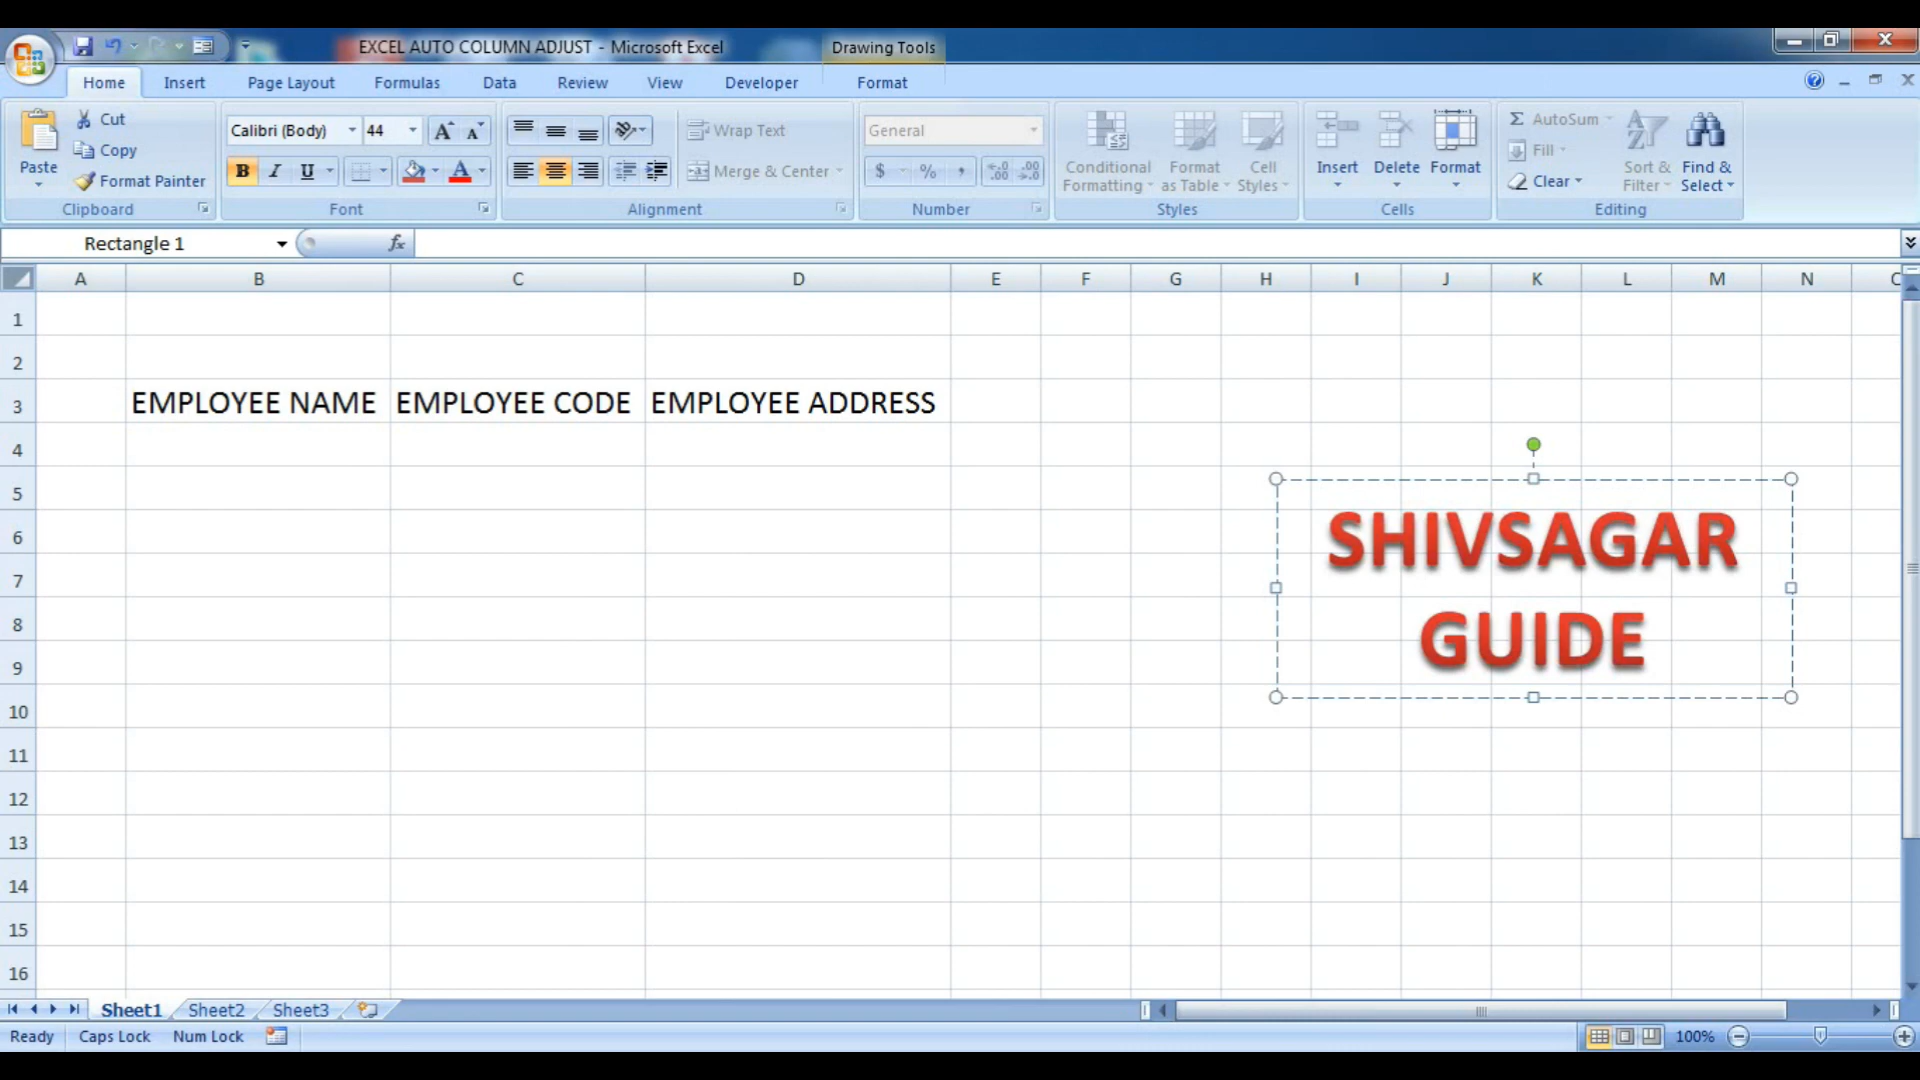 EXCEL AUTO COLUMN ADJUST - Microsoft Excel
Drawing Tools
Home Insert Page Layout Formulas Data Review View Developer Format
Cut
Copy
Format Painter
Paste
Clipboard
Calibri (Body) 44
B I U
Font
Wrap Text
Merge & Center
Alignment
General
$ % ,
Number
Conditional Formatting
Format as Table
Cell Styles
Styles
Insert Delete Format
Cells
Σ AutoSum
Fill
Clear
Sort & Filter
Find & Select
Editing
Rectangle 1 fx
A B C D E F G H I J K L M N
1
2
3 EMPLOYEE NAME EMPLOYEE CODE EMPLOYEE ADDRESS
4
5
6
7
8
9
10
11
12
13
14
15
16
SHIVSAGAR
GUIDE
Sheet1 Sheet2 Sheet3
Ready Caps Lock Num Lock 100%